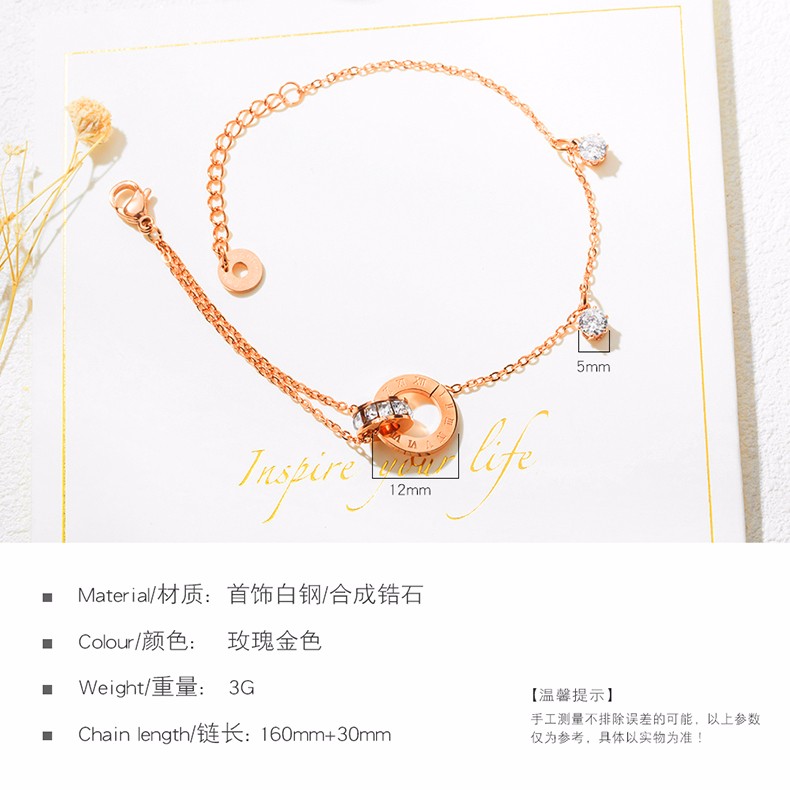 5mm
Inspire your life
12mm
Material/材质：首饰白钢/合成锆石
Colour/颜色：玫瑰金色
Weight/重量：3G
Chain length/链长：160mm+30mm
【温馨提示】
手工测量不排除误差的可能，以上参数
仅为参考，具体以实物为准！